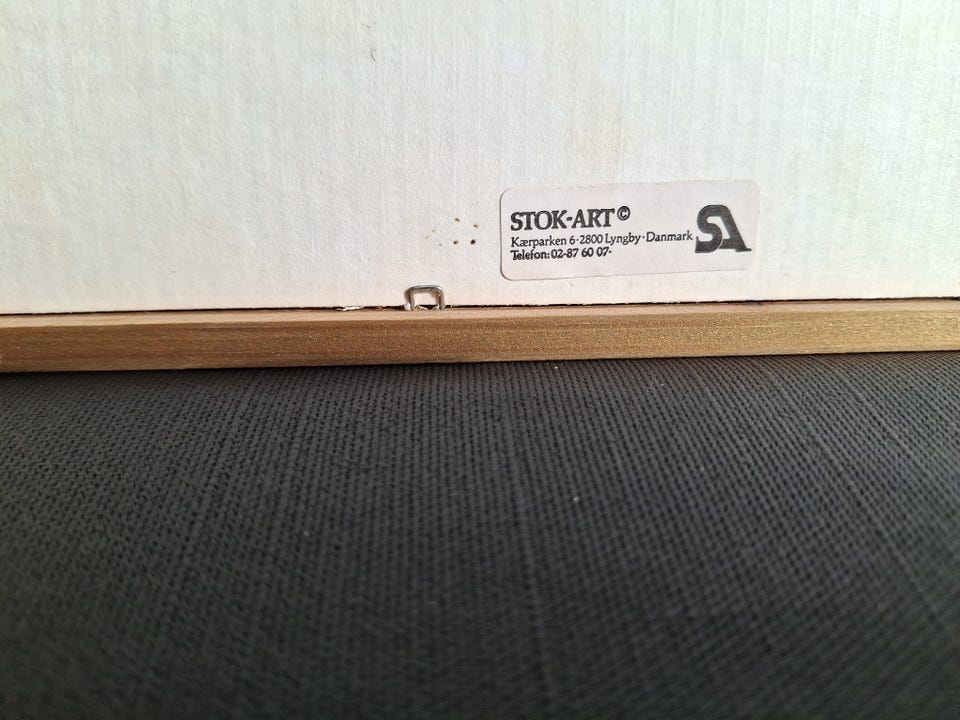 STOK-ART©
Kærparken 6·2800 Lyngby·Danmark
Telefon: 02-87 60 07·
SA